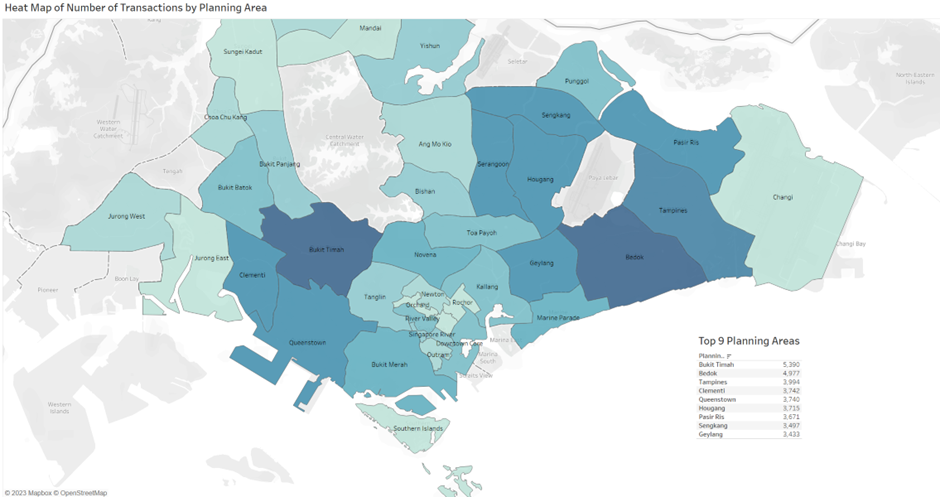 Heat Map of Number of Transactions by Planning Area
Mandai
Yishun
Sungei Kadut
Seletar
North-Eastern
Islands
Punggol
Western
Water
Catchment
Choa Chu Kang
Sengkang
Central Water
Catchment
Ang Mo Kio
Pasir Ris
Serangoon
Bukit Panjang
Tengah
Hougang
Paya Lebar
Bukit Batok
Bishan
Changi
Jurong West
Tampines
Toa Payoh
Changi Bay
Bukit Timah
Novena
Jurong East
Bedok
Geylang
Clementi
Boon Lay
Pioneer
Kallang
Tanglin
Newton
Rochor
Orchard
River Valley
Marine Parade
Singapore River
Queenstown
Downtown Core
Outram
Marina
South
Bukit Merah
Straits View
Western
Islands
Southern Islands
Top 9 Planning Areas
Plannin..
Bukit Timah 5,390
Bedok 4,977
Tampines 3,994
Clementi 3,742
Queenstown 3,740
Hougang 3,715
Pasir Ris 3,671
Sengkang 3,497
Geylang 3,433
© 2023 Mapbox © OpenStreetMap